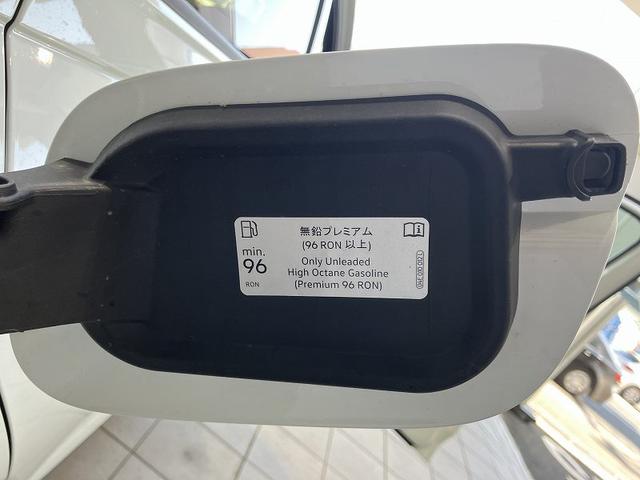 無鉛プレミアム
(96 RON 以上)
min.
96
RON
Only Unleaded
High Octane Gasoline
(Premium 96 RON)